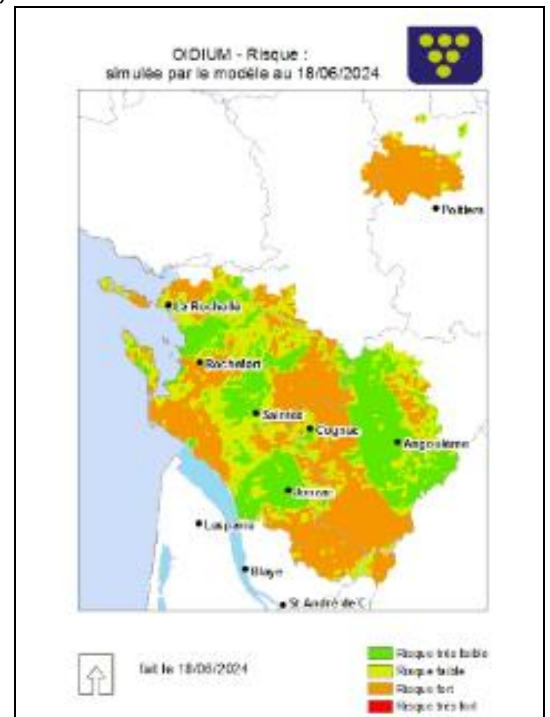 OIDIUM - Risque :
simulée par le modèle au 18/06/2024
Poitiers
La Rochelle
Rochefort
Saintes
Cognac
Angoulême
Jonzac
Lesparre
Blaye
St André de C
fait le 18/06/2024
Risque très faible
Risque faible
Risque fort
Risque très fort